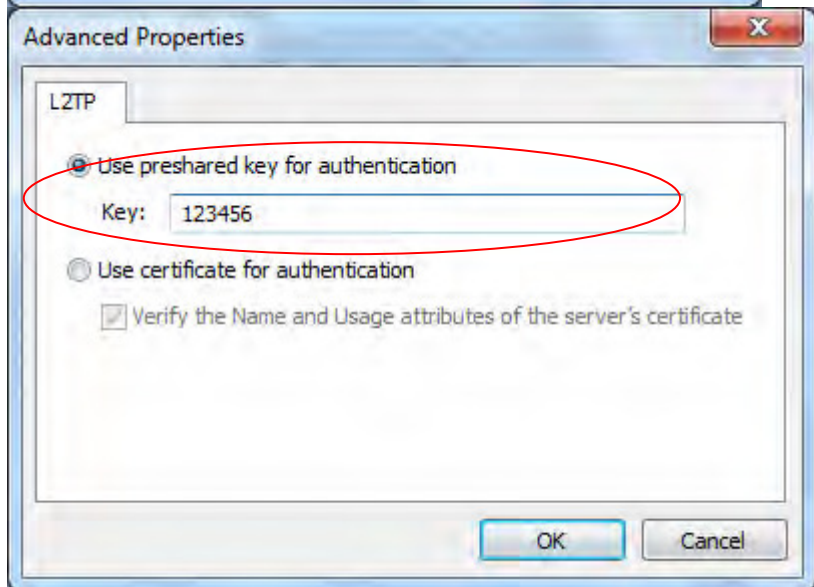 Advanced Properties
L2TP
Use preshared key for authentication
Key: 123456
Use certificate for authentication
Verify the Name and Usage attributes of the server's certificate
OK Cancel